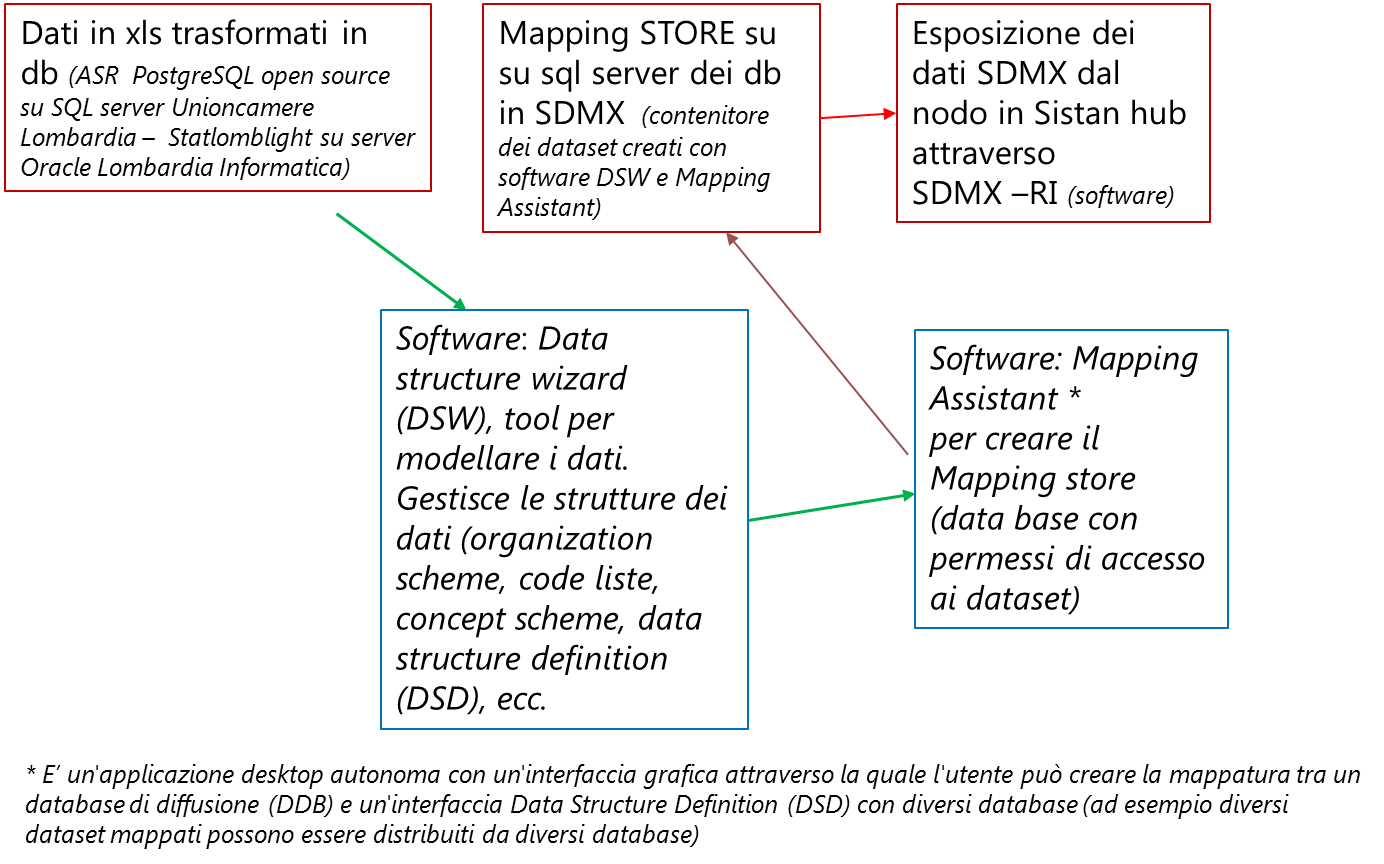 Dati in xls trasformati in
db (ASR PostgreSQL open source
su SQL server Unioncamere
Lombardia – Statlomblight su server
Oracle Lombardia Informatica)
Mapping STORE su
su sql server dei db
in SDMX (contenitore
dei dataset creati con
software DSW e Mapping
Assistant)
Esposizione dei
dati SDMX dal
nodo in Sistan hub
attraverso
SDMX –RI (software)
Software: Data
structure wizard
(DSW), tool per
modellare i dati.
Gestisce le strutture dei
dati (organization
scheme, code liste,
concept scheme, data
structure definition
(DSD), ecc.
Software: Mapping
Assistant *
per creare il
Mapping store
(data base con
permessi di accesso
ai dataset)
* E’ un'applicazione desktop autonoma con un'interfaccia grafica attraverso la quale l'utente può creare la mappatura tra un
database di diffusione (DDB) e un'interfaccia Data Structure Definition (DSD) con diversi database (ad esempio diversi
dataset mappati possono essere distribuiti da diversi database)